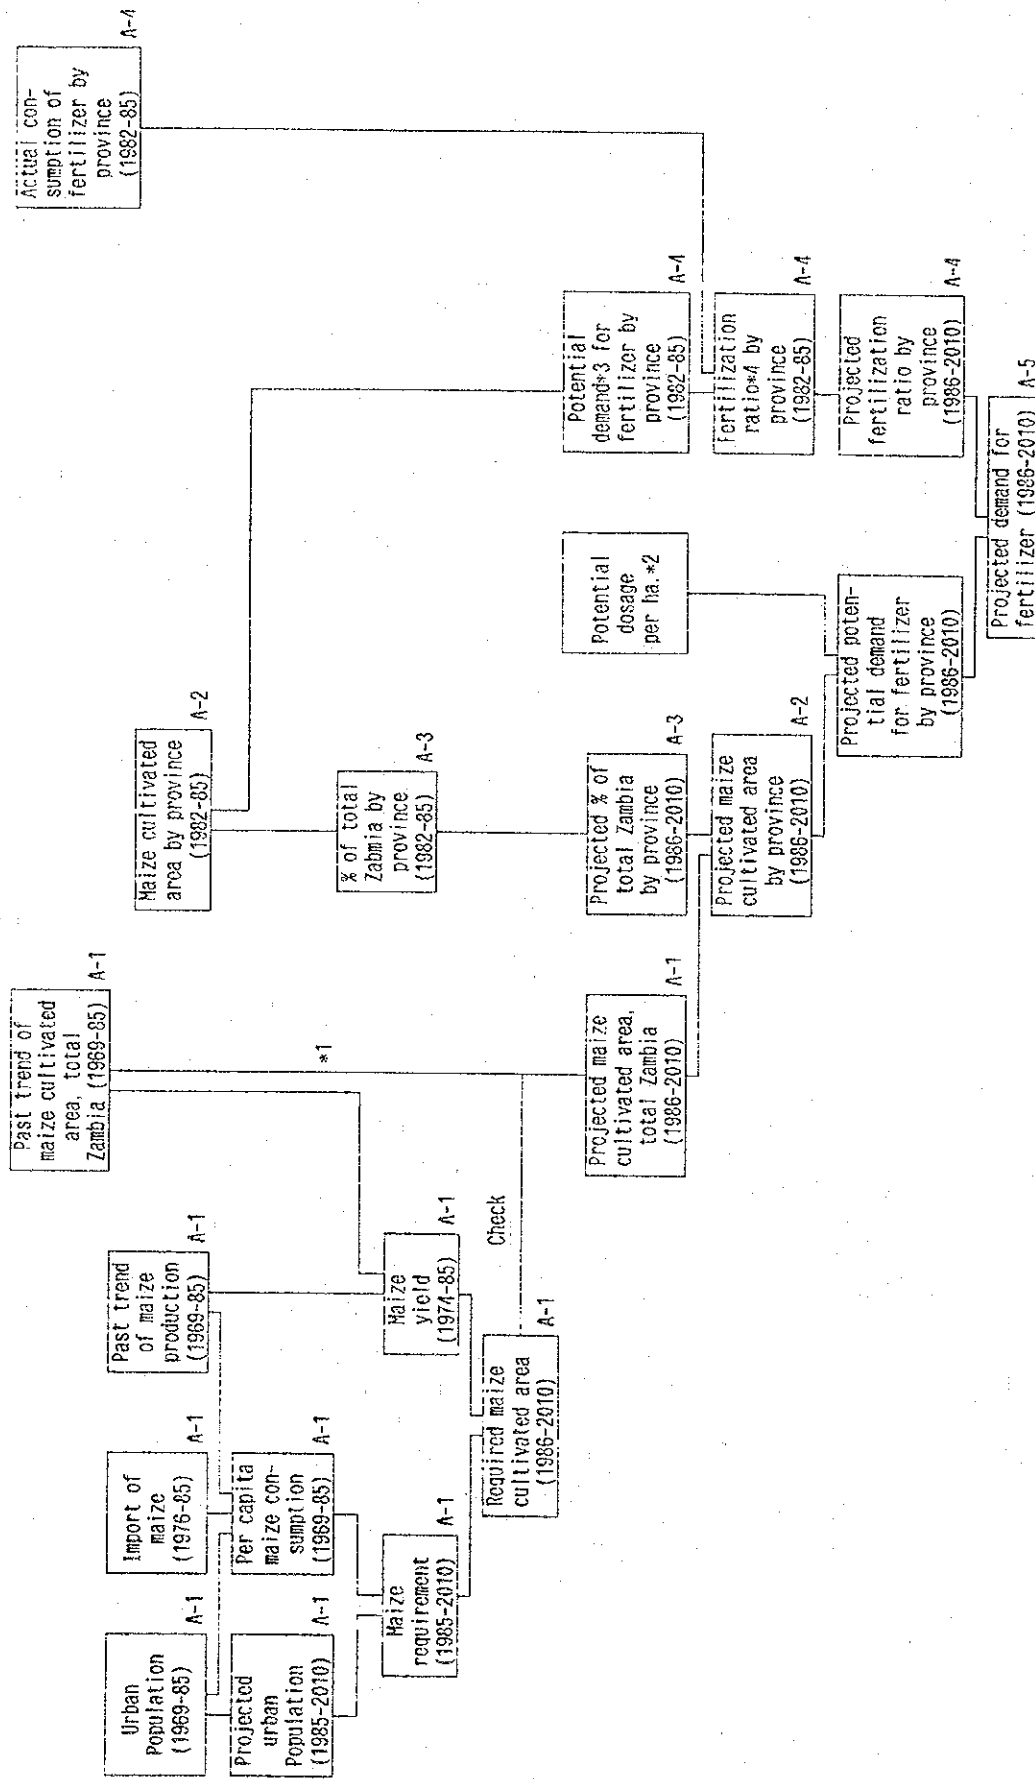 Urban
Population
(1969-85)
A-1
Import of
maize
(1976-85)
A-1
Past trend
of maize
production
(1969-85)
A-1
Past trend of
maize cultivated
area, total
Zambia (1969-85)
A-1
Maize cultivated
area by province
(1982-85)
A-2
Actual con-
sumption of
fertilizer by
province
(1982-85)
A-4
Projected
urban
Population
(1985-2010)
A-1
Per capita
maize con-
sumption
(1969-85)
A-1
*1
% of total
Zabmia by
province.
(1982-85)
A-3
Maize
requirement
(1985-2010)
A-1
Maize
yield
(1974-85)
A-1
Required maize
cultivated area
(1986-2010)
A-1
Check
Projected maize
cultivated area,
total Zambia
(1986-2010)
A-1
Projected % of
total Zambia
by province
(1986-2010)
A-3
Potential
dosage
per ha.*2
Potential
demand*3 for
fertilizer by
province
(1982-85)
A-4
Projected maize
cultivated area
by province
(1986-2010)
A-2
Fertilization
ratio*4 by
province
(1982-85)
A-4
Projected poten-
tial demand
for fertilizer
by province
(1986-2010)
Projected
fertilization
ratio by
province
(1986-2010)
A-4
Projected demand for
fertilizer (1986-2010)
A-5